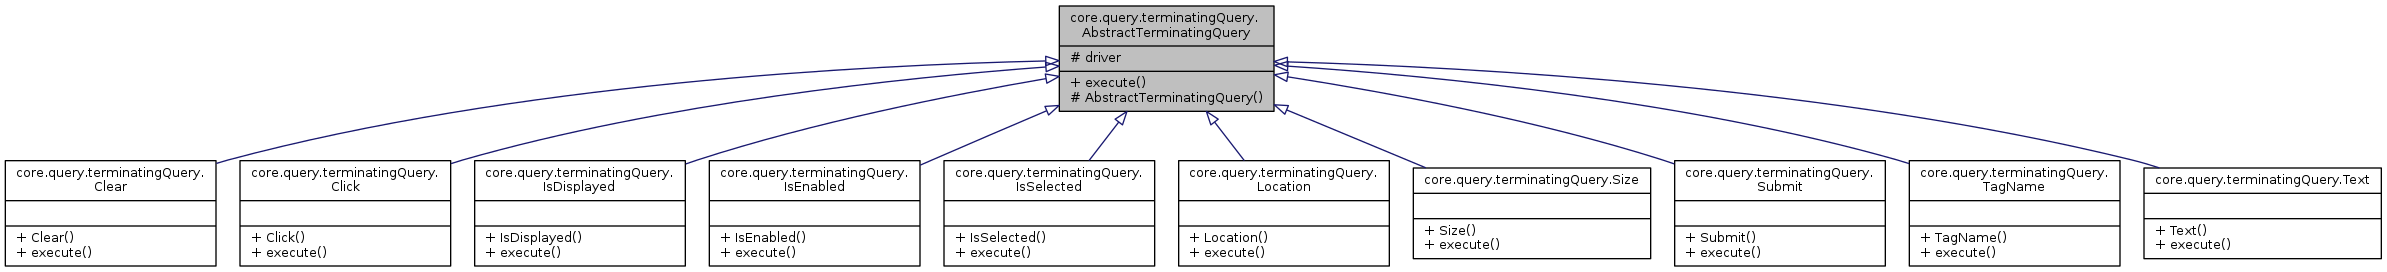 core.query.terminatingQuery.
AbstractTerminatingQuery
# driver
+ execute()
# AbstractTerminatingQuery()
core.query.terminatingQuery.
Clear
+ Clear()
+ execute()
core.query.terminatingQuery.
Click
+ Click()
+ execute()
core.query.terminatingQuery.
IsDisplayed
+ IsDisplayed()
+ execute()
core.query.terminatingQuery.
IsEnabled
+ IsEnabled()
+ execute()
core.query.terminatingQuery.
IsSelected
+ IsSelected()
+ execute()
core.query.terminatingQuery.
Location
+ Location()
+ execute()
core.query.terminatingQuery.Size
+ Size()
+ execute()
core.query.terminatingQuery.
Submit
+ Submit()
+ execute()
core.query.terminatingQuery.
TagName
+ TagName()
+ execute()
core.query.terminatingQuery.Text
+ Text()
+ execute()